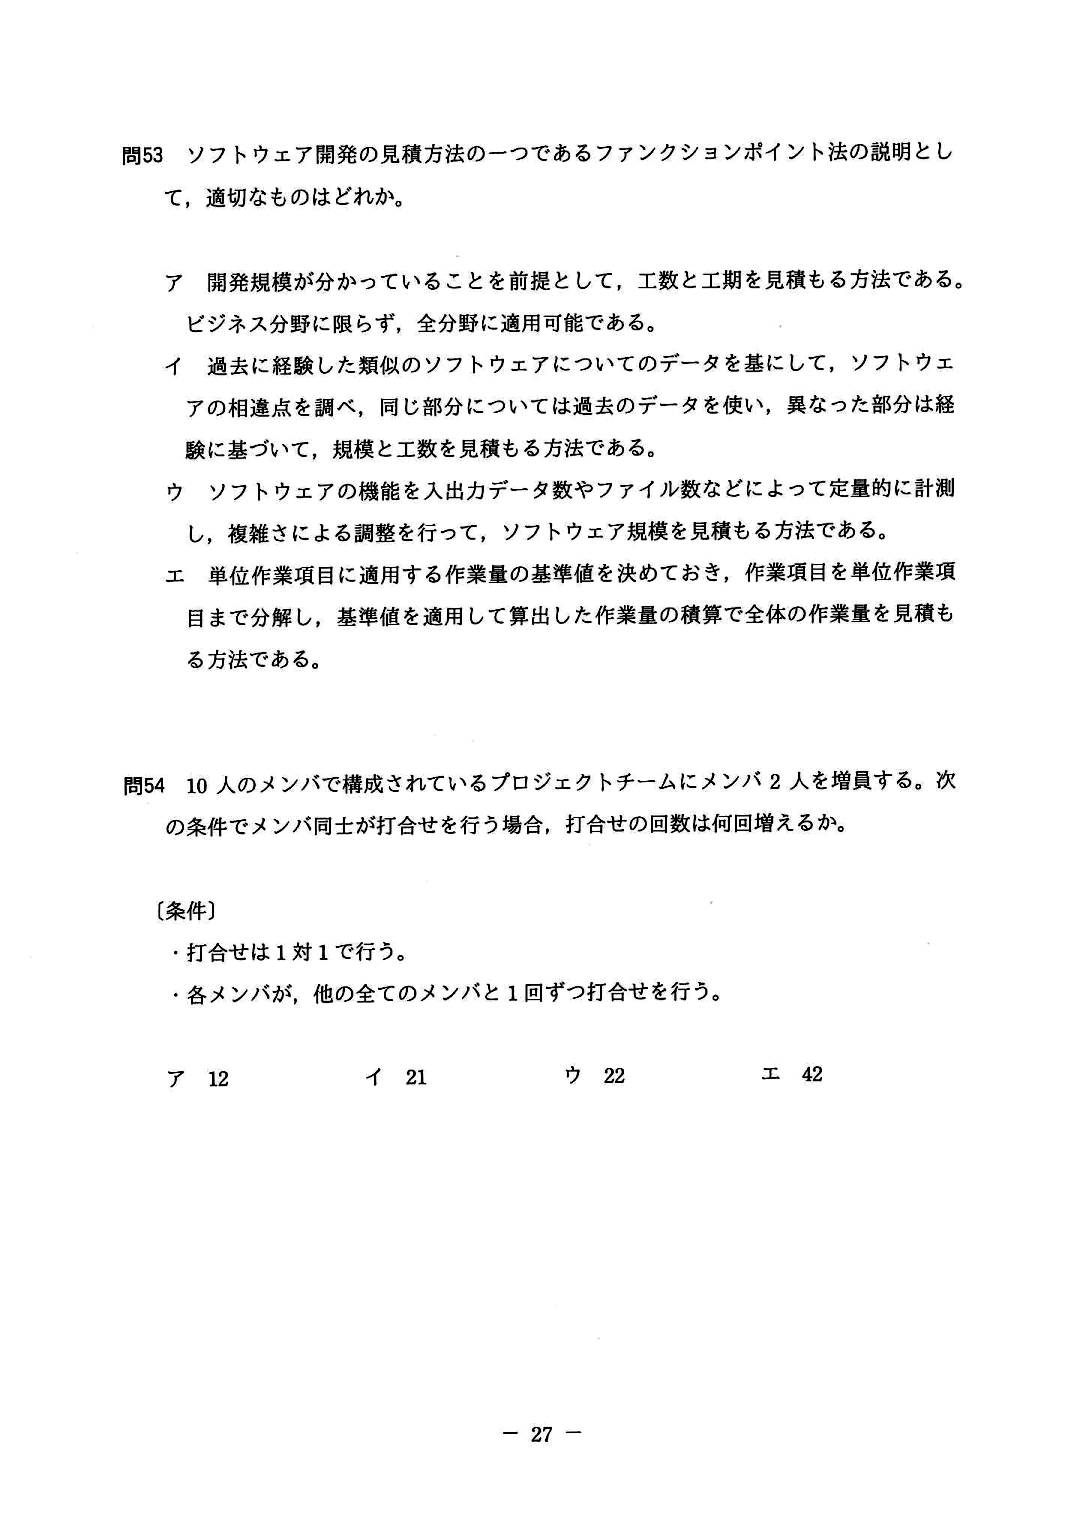 問53　ソフトウェア開発の見積方法の一つであるファンクションポイント法の説明とし
て，適切なものはどれか。
ア　開発規模が分かっていることを前提として，工数と工期を見積もる方法である。
ビジネス分野に限らず，全分野に適用可能である。
イ　過去に経験した類似のソフトウェアについてのデータを基にして，ソフトウェ
アの相違点を調べ，同じ部分については過去のデータを使い，異なった部分は経
験に基づいて，規模と工数を見積もる方法である。
ウ　ソフトウェアの機能を入出力データ数やファイル数などによって定量的に計測
し，複雑さによる調整を行って，ソフトウェア規模を見積もる方法である。
エ　単位作業項目に適用する作業量の基準値を決めておき，作業項目を単位作業項
目まで分解し，基準値を適用して算出した作業量の積算で全体の作業量を見積も
る方法である。
問54　10 人のメンバで構成されているプロジェクトチームにメンバ 2 人を増員する。次
の条件でメンバ同士が打合せを行う場合，打合せの回数は何回増えるか。
〔条件〕
・打合せは 1 対 1 で行う。
・各メンバが，他の全てのメンバと 1 回ずつ打合せを行う。
ア　12　イ　21　ウ　22　エ　42
－ 27 －